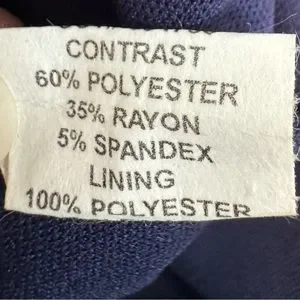 CONTRAST
60% POLYESTER
35% RAYON
5% SPANDEX
LINING
100% POLYESTER